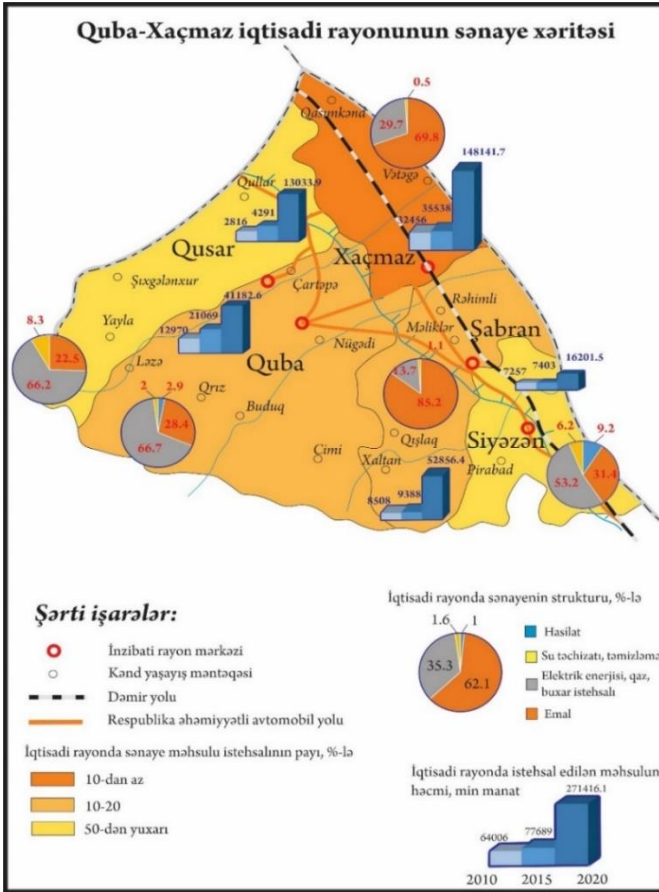 Quba-Xaçmaz iqtisadi rayonunun sənaye xəritəsi
0.5
Qasımkənd
29.7
69.8
148141.7
Vətəgə
13033.9
Qullar
4291
2816
35538
32456
Qusar
Xaçmaz
Şıxgələnxur
Çartəpə
41182.6
21069
12970
Rəhimli
Yayla
8.3
22.5
66.2
Məliklər
Şabran
Nügədi
1.1
Ləzə
Quba
7403
16201.5
7257
13.7
85.2
2
2.9
Qrız
28.4
66.7
Buduq
Qışlaq
Siyəzən
6.2
9.2
Çimi
Xaltan
52856.4
Pirabad
31.4
53.2
9388
8508
Şərti işarələr:
İnzibati rayon mərkəzi
Kənd yaşayış məntəqəsi
Dəmir yolu
Respublika əhəmiyyətli avtomobil yolu
İqtisadi rayonda sənaye məhsulu istehsalının payı, %-lə
10-dan az
10-20
50-dən yuxarı
İqtisadi rayonda sənayenin strukturu, %-lə
1.6
1
35.3
62.1
Hasilat
Su təchizatı, təmizləmə
Elektrik enerjisi, qaz,
buxar istehsalı
Emal
İqtisadi rayonda istehsal edilən məhsulun
həcmi, min manat
271416.1
77689
64006
2010
2015
2020